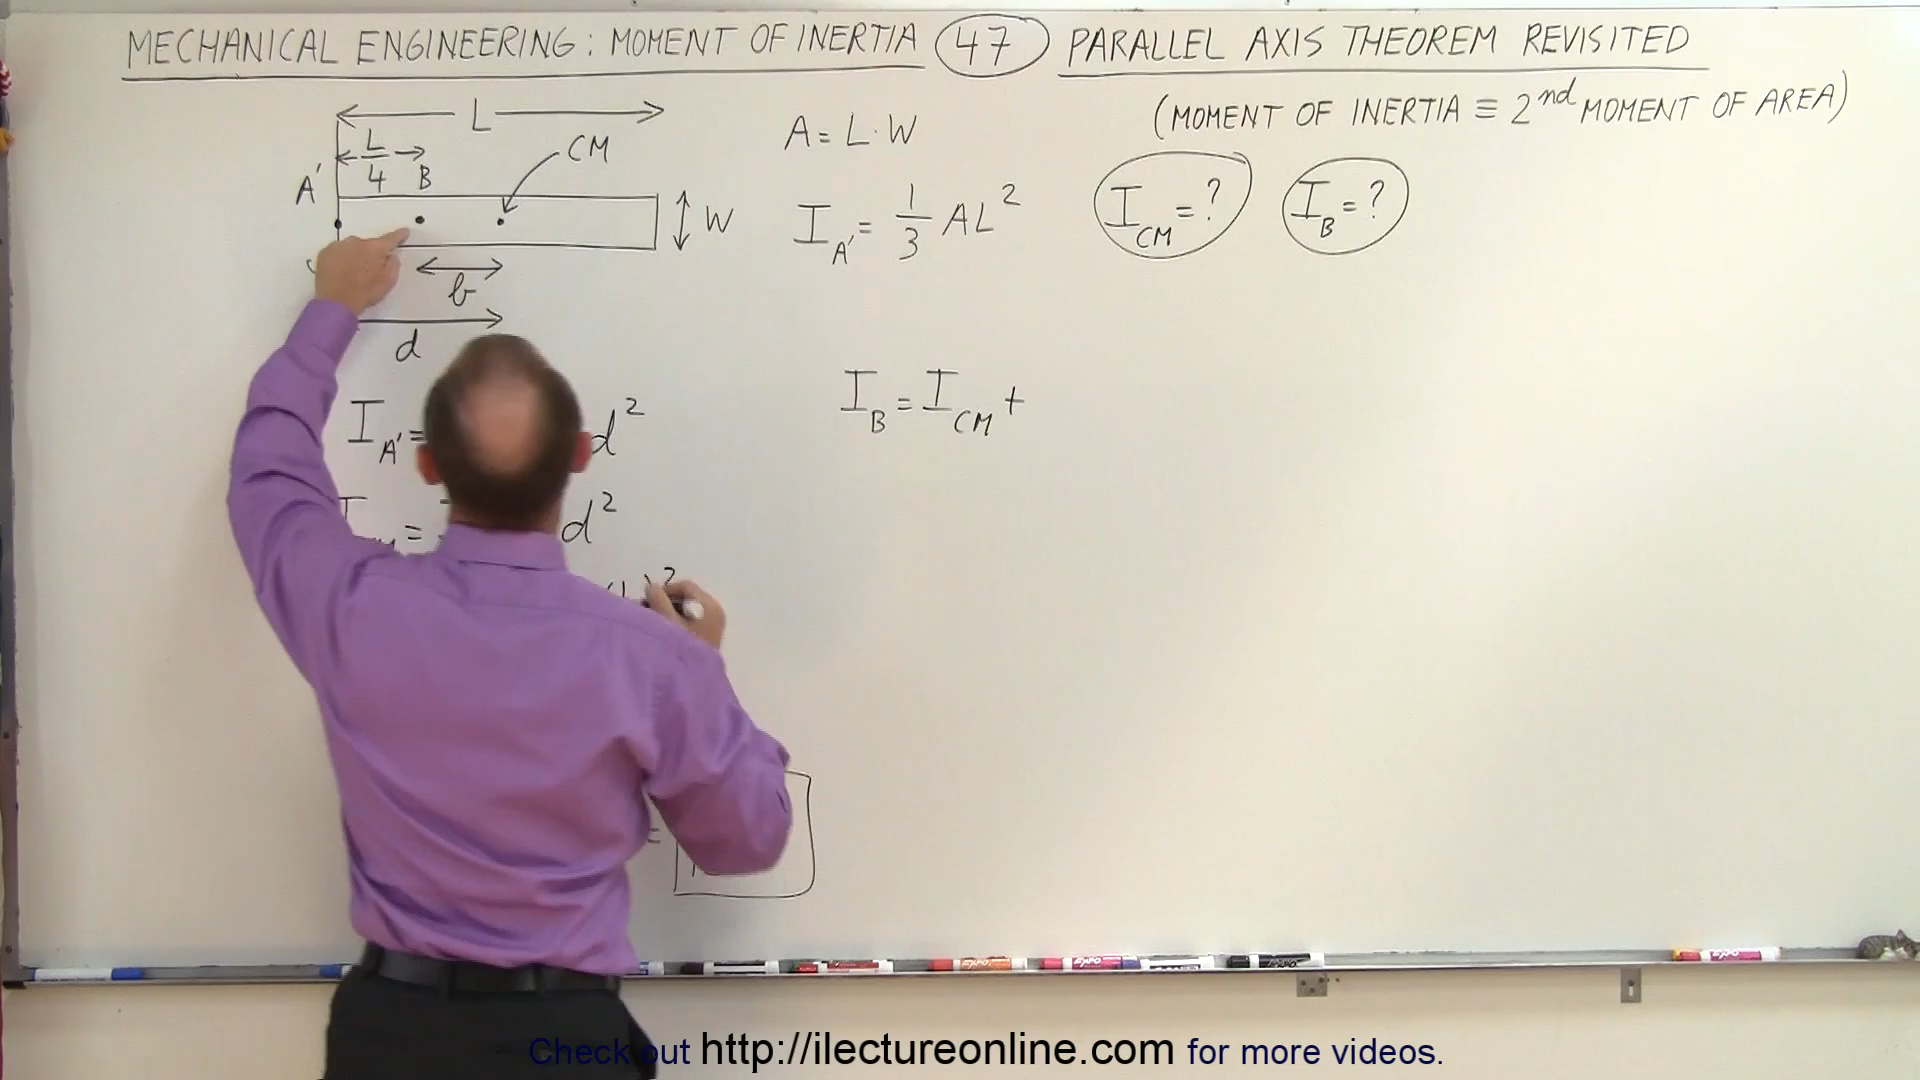 MECHANICAL ENGINEERING: MOMENT OF INERTIA 47 PARALLEL AXIS THEOREM REVISITED
(MOMENT OF INERTIA ≡ 2nd MOMENT OF AREA)
L
L/4
A'
B
CM
W
b
d
A = L·W
I_A' = 1/3 AL²
I_CM = ?
I_B = ?
I_A' =
d²
=
d²
I_B = I_CM +
Check out http://ilectureonline.com for more videos.